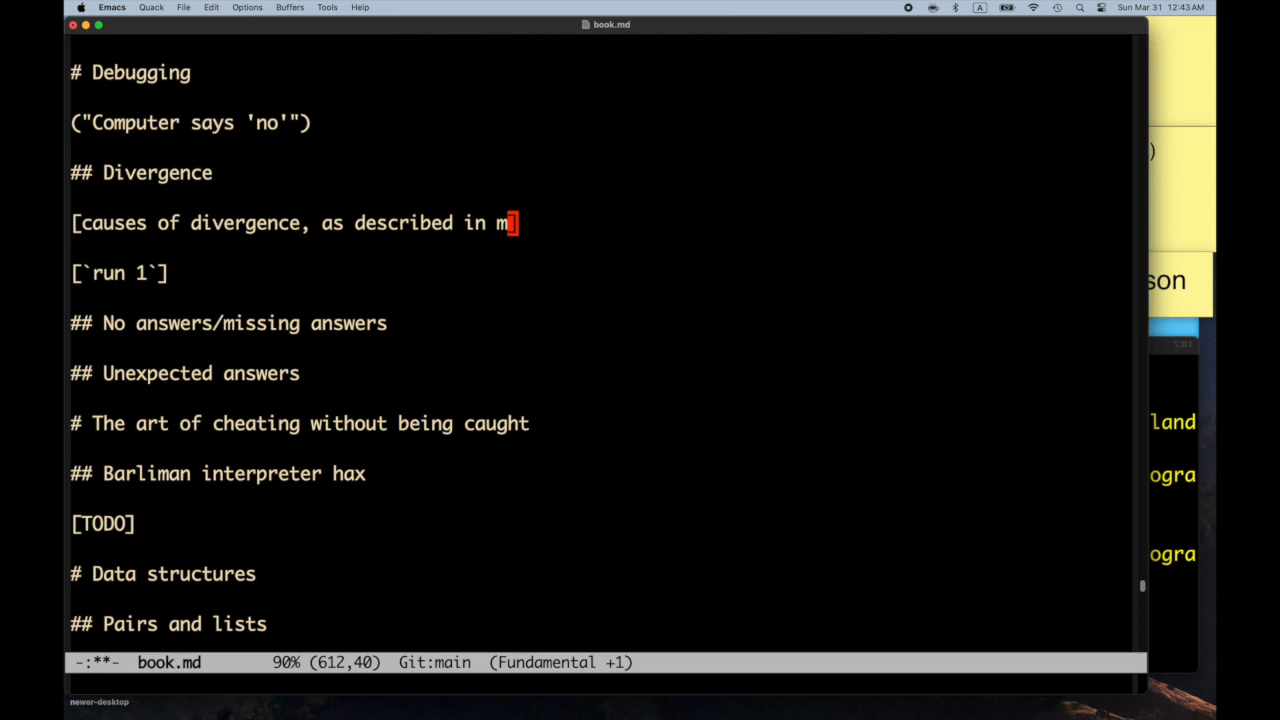 Emacs Quack File Edit Options Buffers Tools Help
A
Sun Mar 31 12:43 AM
book.md
# Debugging
("Computer says 'no'")
)
## Divergence
[causes of divergence, as described in m]
[`run 1`]
son
## No answers/missing answers
## Unexpected answers
# The art of cheating without being caught
land
## Barliman interpreter hax
ogra
[TODO]
ogra
# Data structures
## Pairs and lists
-:**- book.md 90% (612,40) Git:main (Fundamental +1)
newer-desktop